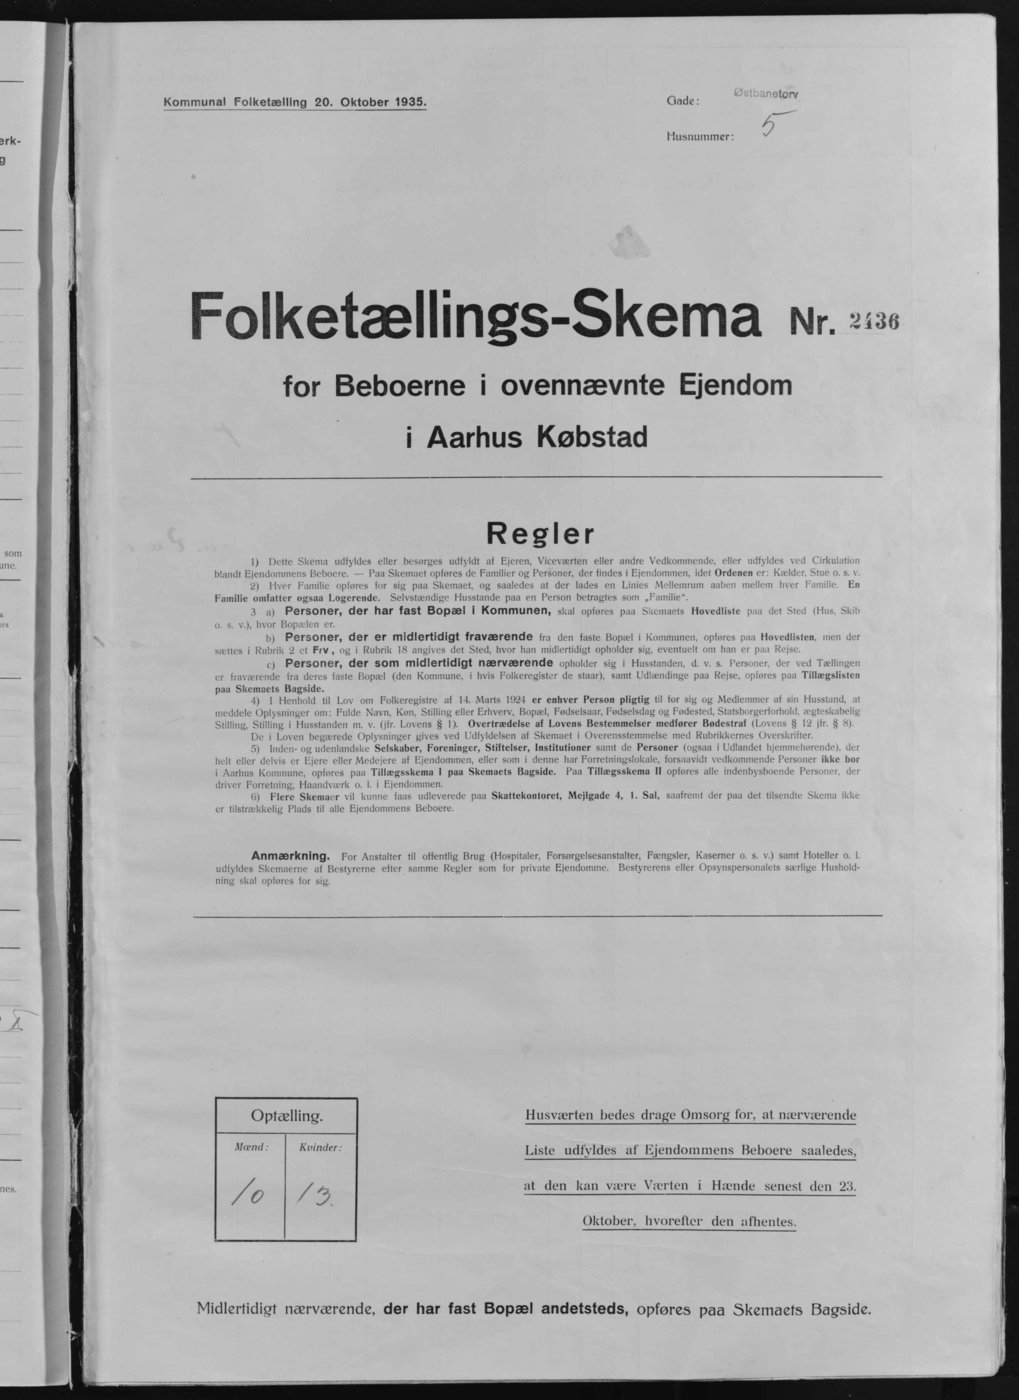 Kommunal Folketælling 20. Oktober 1935.
Gade: Østbanetorv
Husnummer: 5
Folketællings-Skema Nr. 2436
for Beboerne i ovennævnte Ejendom
i Aarhus Købstad
Regler
1) Dette Skema udfyldes eller besørges udfyldt af Ejeren, Viceværten eller andre Vedkommende, eller udfyldes ved Cirkulation
blandt Ejendommens Beboere. — Paa Skemaet opføres de Familier og Personer, der findes i Ejendommen, idet Ordenen er: Kælder, Stue o. s. v.
2) Hver Familie opføres for sig paa Skemaet, og saaledes at der lades en Linies Mellemrum aaben mellem hver Familie. En
Familie omfatter ogsaa Logerende. Selvstændige Husstande paa en Person betragtes som „Familie“.
3 a) Personer, der har fast Bopæl i Kommunen, skal opføres paa Skemaets Hovedliste paa det Sted (Hus, Skib
o. s. v.), hvor Bopælen er.
b) Personer, der er midlertidigt fraværende fra den faste Bopæl i Kommunen, opføres paa Hovedlisten, men der
sættes i Rubrik 2 et Frv, og i Rubrik 18 angives det Sted, hvor han midlertidigt opholder sig, eventuelt om han er paa Rejse.
c) Personer, der som midlertidigt nærværende opholder sig i Husstanden, d. v. s. Personer, der ved Tællingen
er fraværende fra deres faste Bopæl (den Kommune, i hvis Folkeregister de staar), samt Udlændinge paa Rejse, opføres paa Tillægslisten
paa Skemaets Bagside.
4) I Henhold til Lov om Folkeregistre af 14. Marts 1924 er enhver Person pligtig til for sig og Medlemmer af sin Husstand, at
meddele Oplysninger om: Fulde Navn, Køn, Stilling eller Erhverv, Bopæl, Fødselsaar, Fødselsdag og Fødested, Statsborgerforhold, ægteskabelig
Stilling, Stilling i Husstanden m. v. (jfr. Lovens § 1). Overtrædelse af Lovens Bestemmelser medfører Bødestraf (Lovens § 12 jfr. § 8).
De i Loven begærede Oplysninger gives ved Udfyldelsen af Skemaet i Overensstemmelse med Rubrikkernes Overskrifter.
5) Inden- og udenlandske Selskaber, Foreninger, Stiftelser, Institutioner samt de Personer (ogsaa i Udlandet hjemmehørende), der
helt eller delvis er Ejere eller Medejere af Ejendommen, eller som i denne har Forretningslokale, forsaavidt vedkommende Personer ikke bor
i Aarhus Kommune, opføres paa Tillægsskema I paa Skemaets Bagside. Paa Tillægsskema II opføres alle indenbysboende Personer, der
driver Forretning, Haandværk o. l. i Ejendommen.
6) Flere Skemaer vil kunne faas udleverede paa Skattekontoret, Mejlgade 4, 1. Sal, saafremt der paa det tilsendte Skema ikke
er tilstrækkelig Plads til alle Ejendommens Beboere.
Anmærkning. For Anstalter til offentlig Brug (Hospitaler, Forsørgelsesanstalter, Fængsler, Kaserner o. s. v.) samt Hoteller o. l.
udfyldes Skemaerne af Bestyrerne efter samme Regler som for private Ejendomme. Bestyrerens eller Opsynspersonalets særlige Hushold-
ning skal opføres for sig.
Optælling.
Mænd: Kvinder:
10 13.
Husværten bedes drage Omsorg for, at nærværende
Liste udfyldes af Ejendommens Beboere saaledes,
at den kan være Værten i Hænde senest den 23.
Oktober, hvorefter den afhentes.
Midlertidigt nærværende, der har fast Bopæl andetsteds, opføres paa Skemaets Bagside.